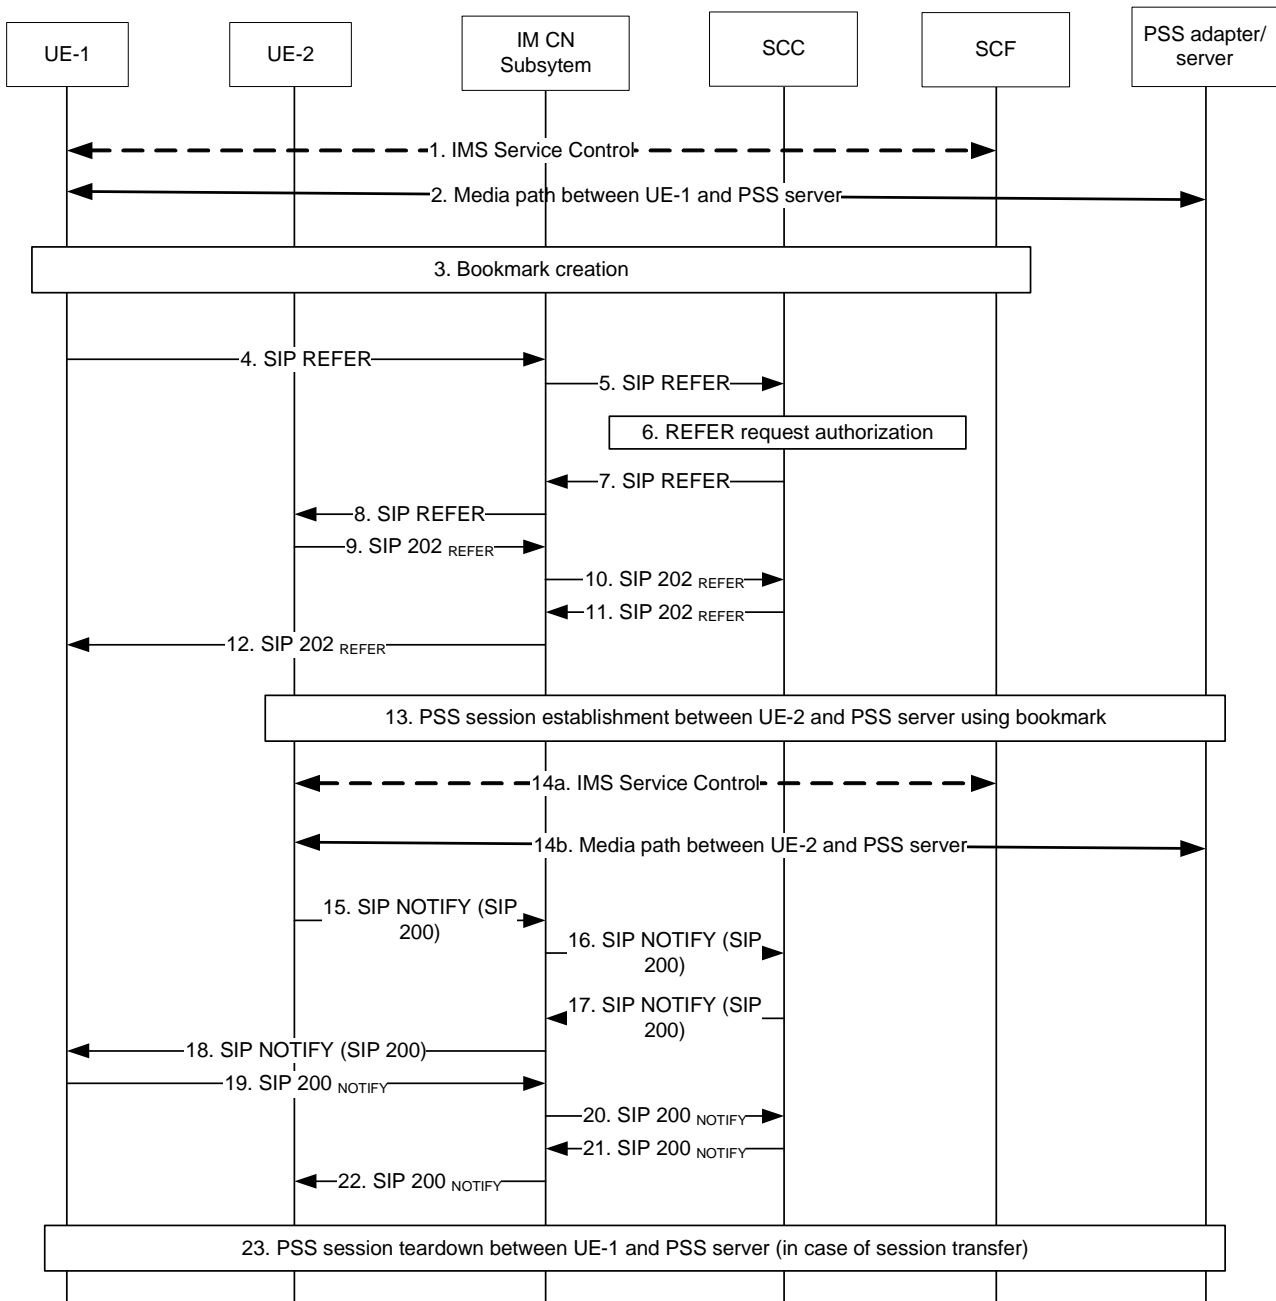 UE-1
UE-2
IM CN
Subsytem
SCC
SCF
PSS adapter/
server
1. IMS Service Control
2. Media path between UE-1 and PSS server
3. Bookmark creation
4. SIP REFER
5. SIP REFER
6. REFER request authorization
7. SIP REFER
8. SIP REFER
9. SIP 202 REFER
10. SIP 202 REFER
11. SIP 202 REFER
12. SIP 202 REFER
13. PSS session establishment between UE-2 and PSS server using bookmark
14a. IMS Service Control
14b. Media path between UE-2 and PSS server
15. SIP NOTIFY (SIP
200)
16. SIP NOTIFY (SIP
200)
17. SIP NOTIFY (SIP
200)
18. SIP NOTIFY (SIP 200)
19. SIP 200 NOTIFY
20. SIP 200 NOTIFY
21. SIP 200 NOTIFY
22. SIP 200 NOTIFY
23. PSS session teardown between UE-1 and PSS server (in case of session transfer)